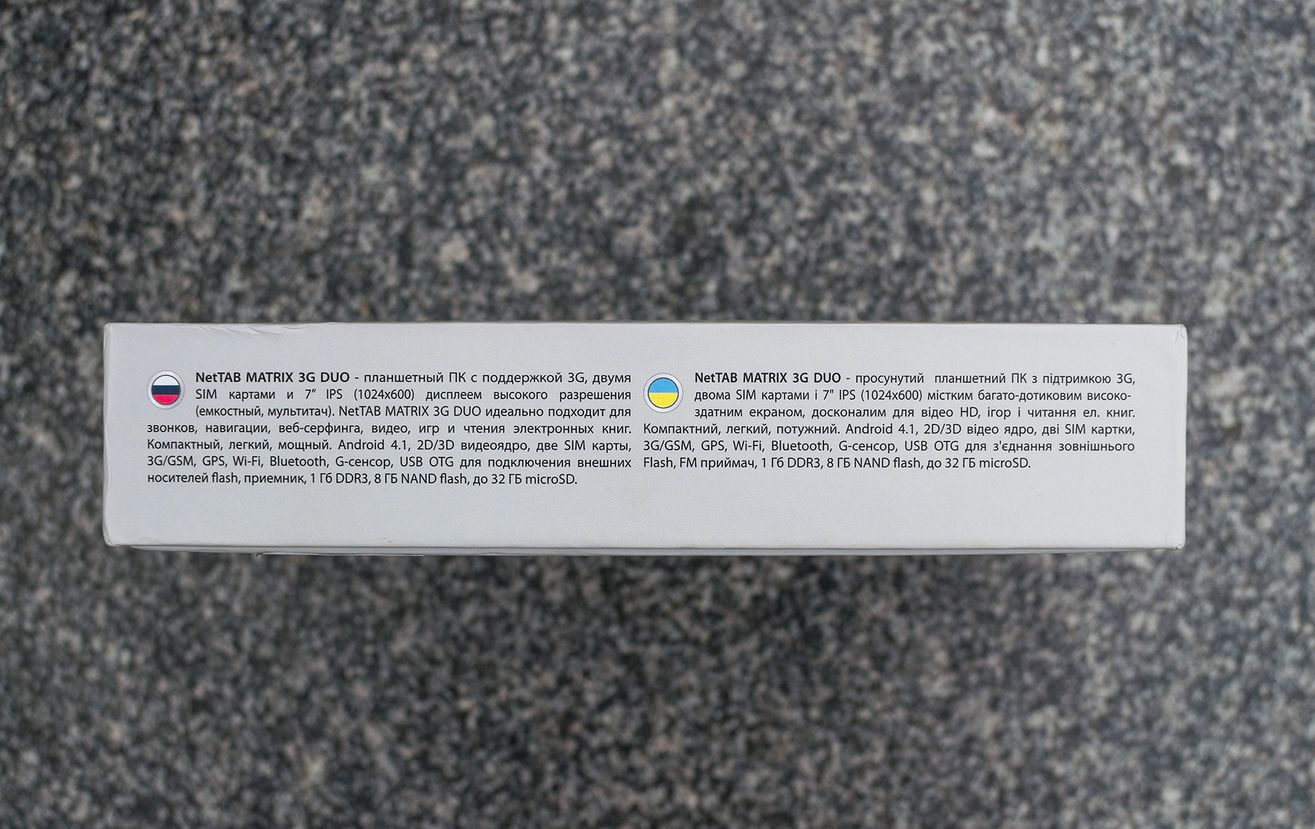 NetTAB MATRIX 3G DUO - планшетный ПК с поддержкой 3G, двумя
SIM картами и 7” IPS (1024x600) дисплеем высокого разрешения
(емкостный, мультитач). NetTAB MATRIX 3G DUO идеально подходит для
звонков, навигации, веб-серфинга, видео, игр и чтения электронных книг.
Компактный, легкий, мощный. Android 4.1, 2D/3D видеоядро, две SIM карты,
3G/GSM, GPS, Wi-Fi, Bluetooth, G-сенсор, USB OTG для подключения внешних
носителей flash, приемник, 1 Гб DDR3, 8 ГБ NAND flash, до 32 ГБ microSD.
NetTAB MATRIX 3G DUO - просунутий планшетний ПК з підтримкою 3G,
двома SIM картами і 7" IPS (1024x600) містким багато-дотиковим високо-
здатним екраном, досконалим для відео HD, ігор і читання ел. книг.
Компактний, легкий, потужний. Android 4.1, 2D/3D відео ядро, дві SIM картки,
3G/GSM, GPS, Wi-Fi, Bluetooth, G-сенсор, USB OTG для з'єднання зовнішнього
Flash, FM приймач, 1 Гб DDR3, 8 ГБ NAND flash, до 32 ГБ microSD.